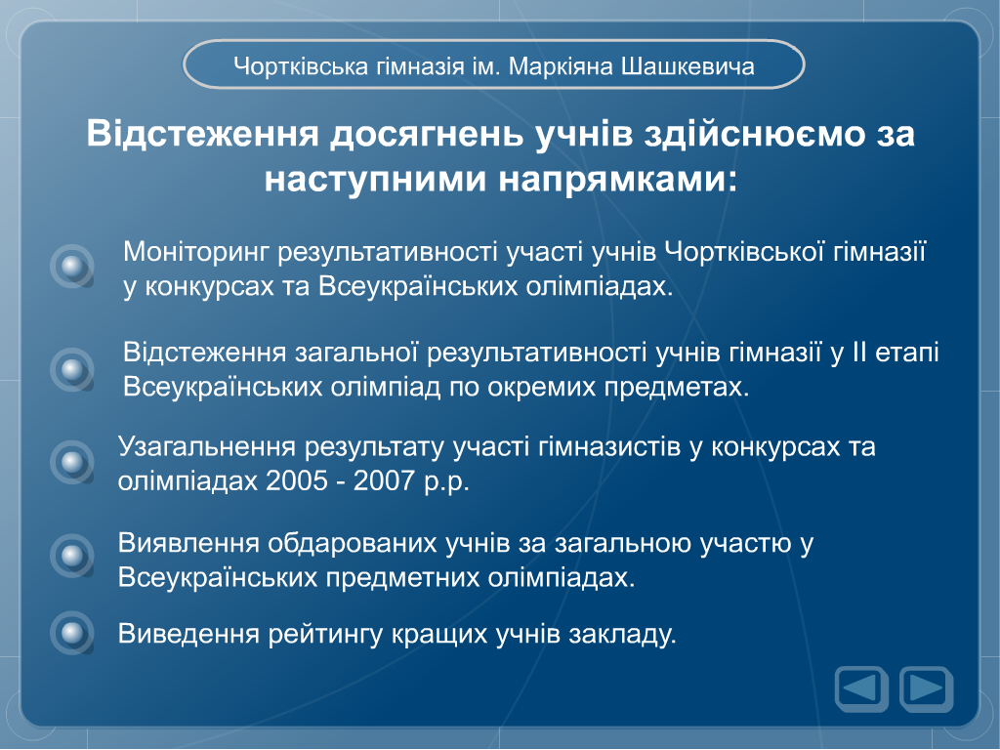 Чортківська гімназія ім. Маркіяна Шашкевича
Відстеження досягнень учнів здійснюємо за
наступними напрямками:
Моніторинг результативності участі учнів Чортківської гімназії
у конкурсах та Всеукраїнських олімпіадах.
Відстеження загальної результативності учнів гімназії у ІІ етапі
Всеукраїнських олімпіад по окремих предметах.
Узагальнення результату участі гімназистів у конкурсах та
олімпіадах 2005 - 2007 р.р.
Виявлення обдарованих учнів за загальною участю у
Всеукраїнських предметних олімпіадах.
Виведення рейтингу кращих учнів закладу.